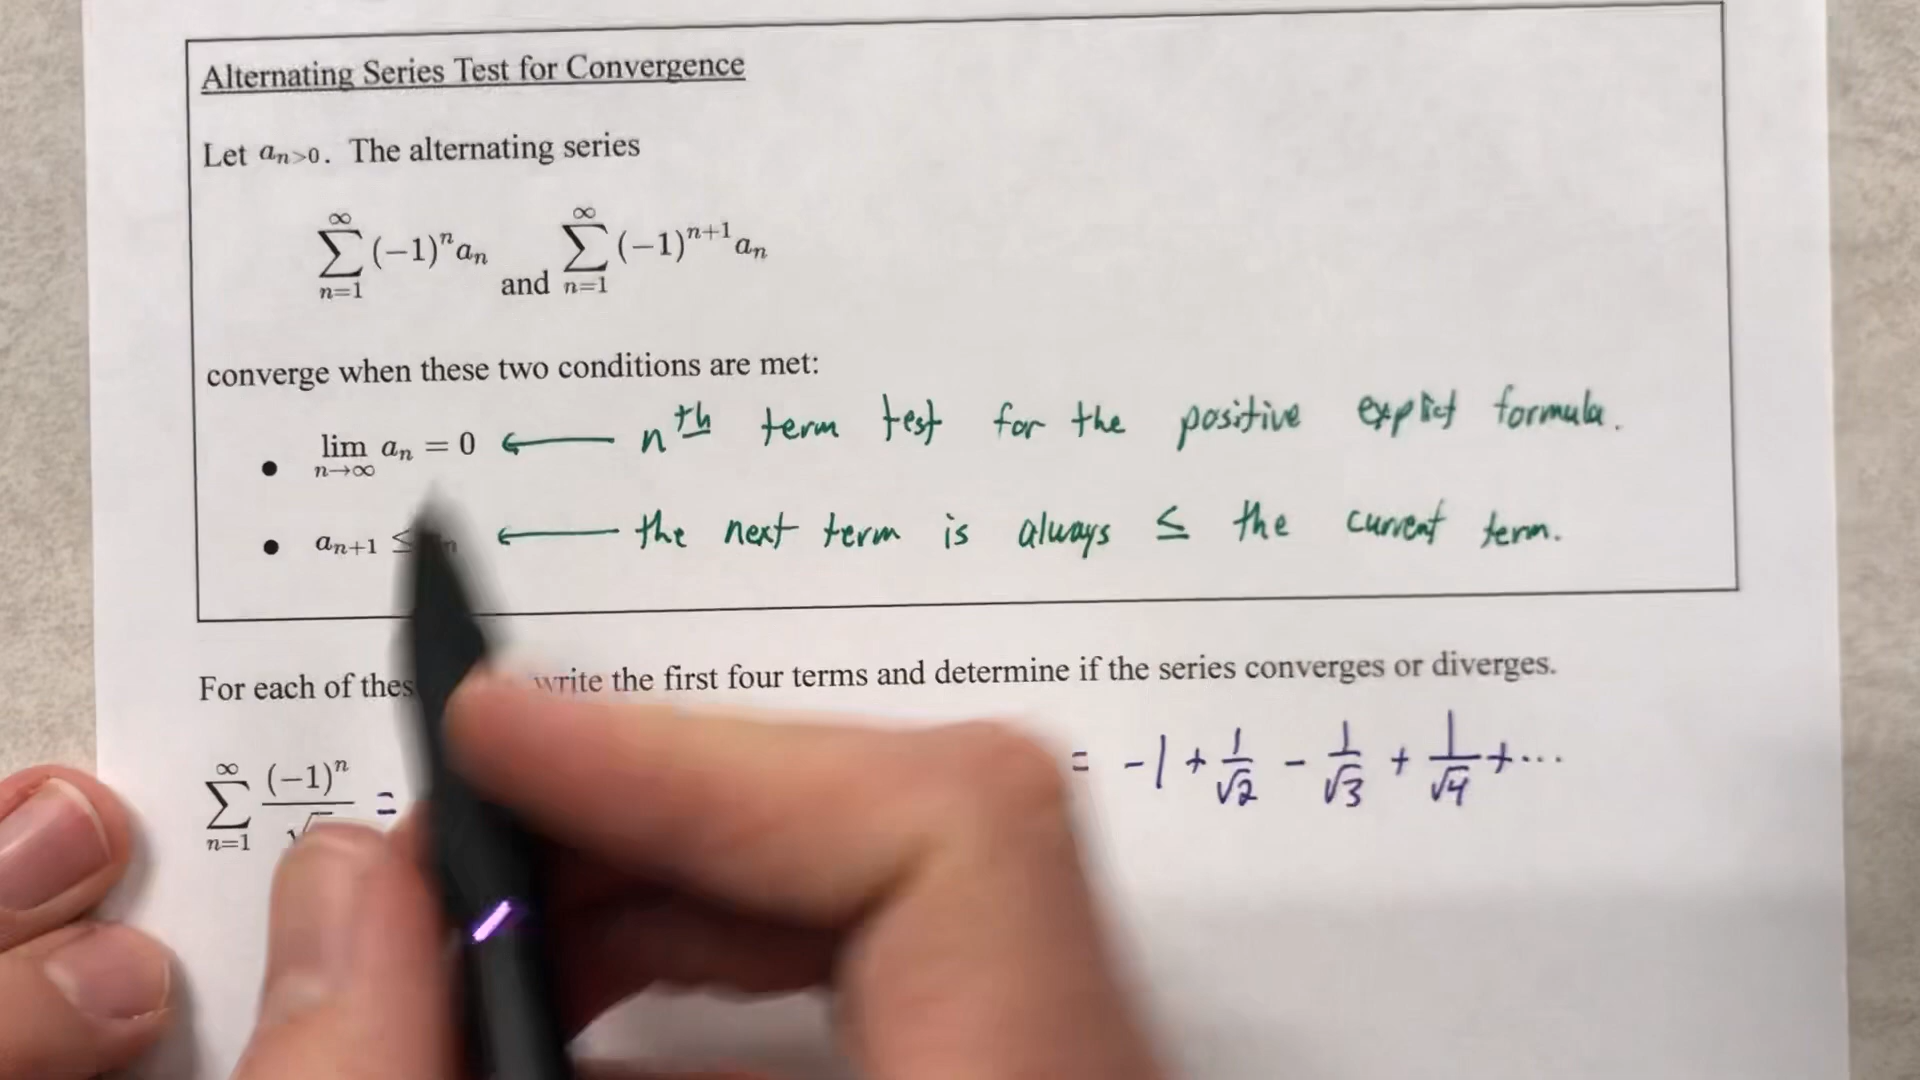 Alternating Series Test for Convergence
Let aₙ>₀. The alternating series
∞ ∑ n=1 (−1)ⁿaₙ and ∞ ∑ n=1 (−1)ⁿ⁺¹aₙ
converge when these two conditions are met:
• lim n→∞ aₙ = 0 ← nᵗʰ term test for the positive explict formula.
• aₙ₊₁ ≤ ← the next term is always ≤ the current term.
For each of write the first four terms and determine if the series converges or diverges.
∞ ∑ n=1 (−1)ⁿ/√ = = -1 + 1/√2 - 1/√3 + 1/√4 + ...